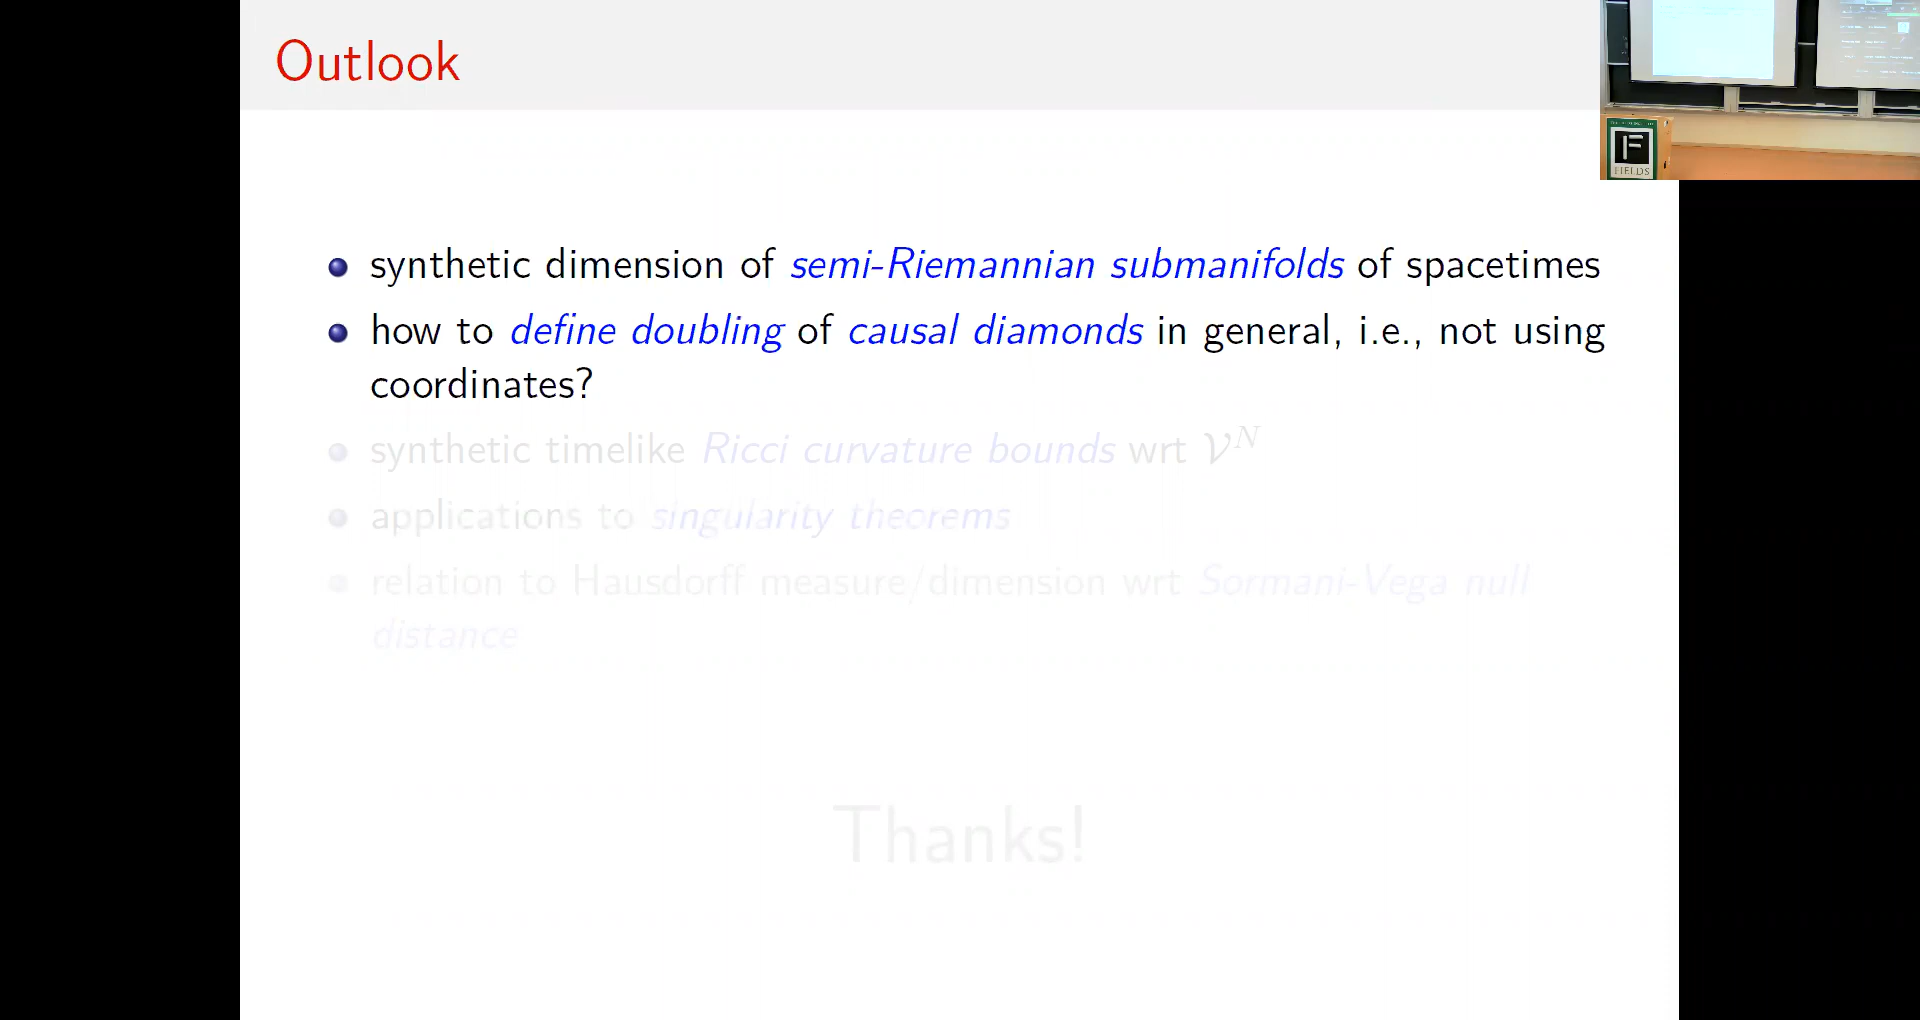 Outlook
synthetic dimension of semi-Riemannian submanifolds of spacetimes
how to define doubling of causal diamonds in general, i.e., not using
coordinates?
synthetic timelike Ricci curvature bounds wrt 𝒱^N
applications to singularity theorems
relation to Hausdorff measure/dimension wrt Sormani-Vega null
distance
Thanks!
F
FIELDS